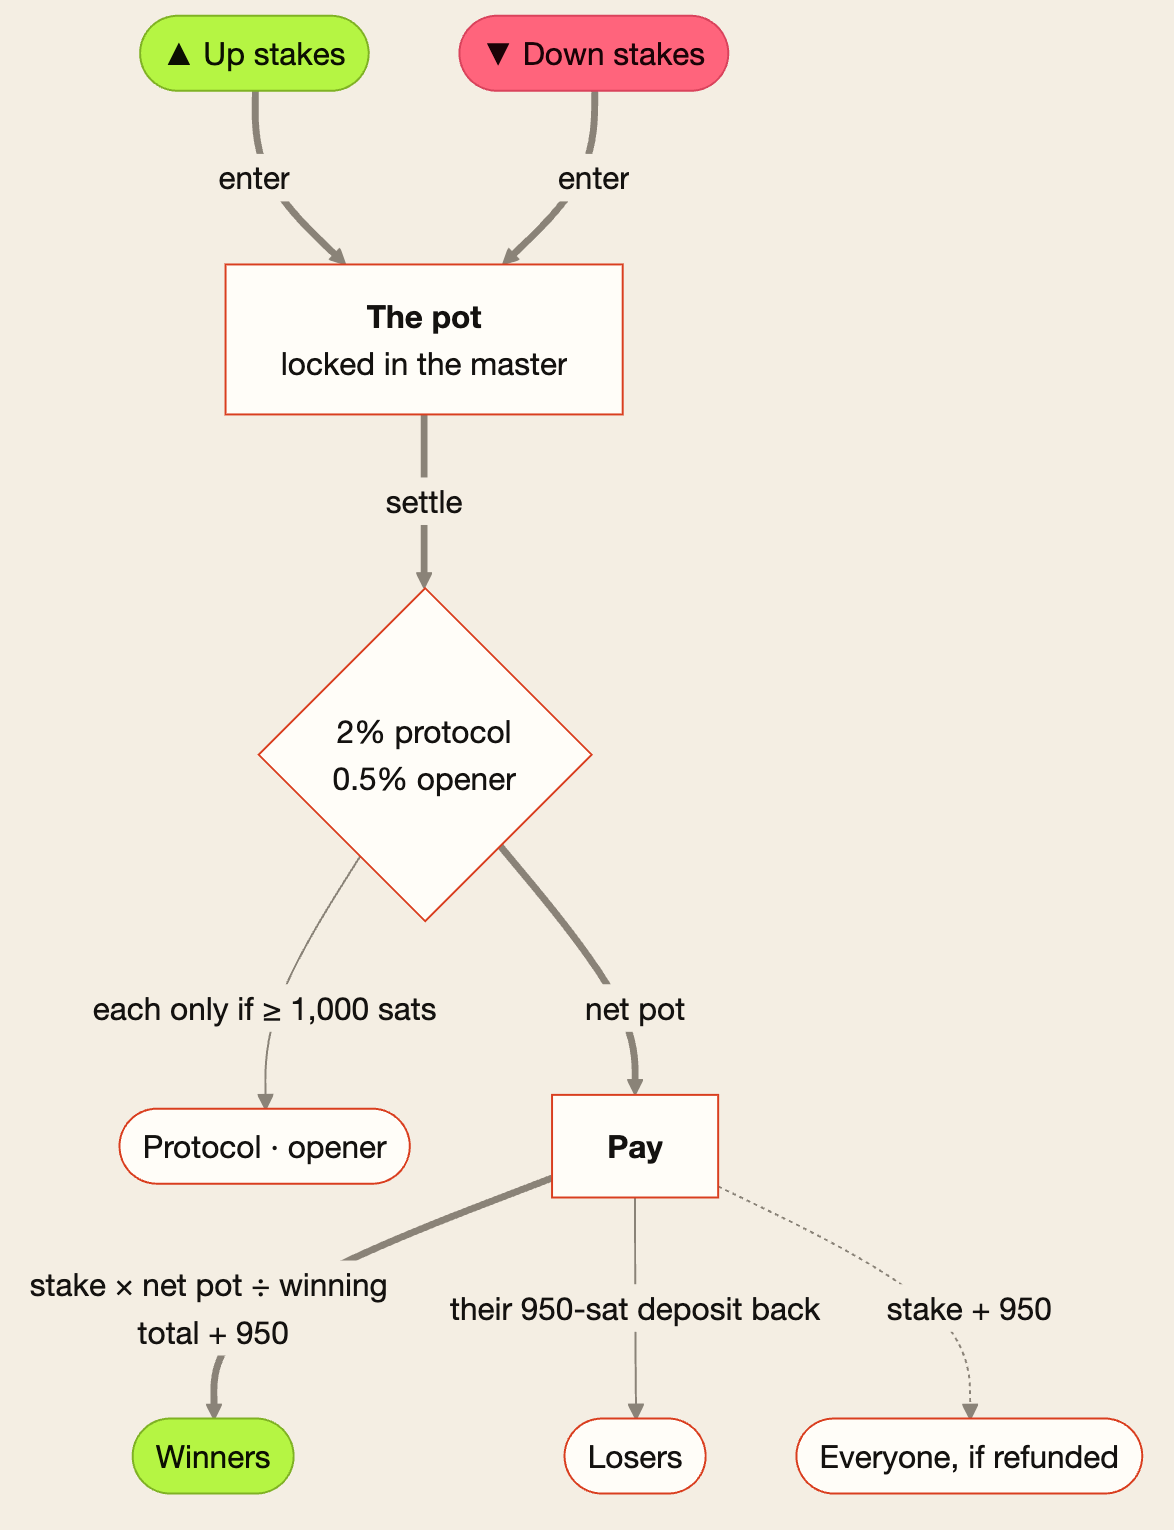 ▲ Up stakes
▼ Down stakes
enter
enter
The pot
locked in the master
settle
2% protocol
0.5% opener
each only if ≥ 1,000 sats
net pot
Protocol · opener
Pay
stake × net pot ÷ winning
total + 950
their 950-sat deposit back
stake + 950
Winners
Losers
Everyone, if refunded